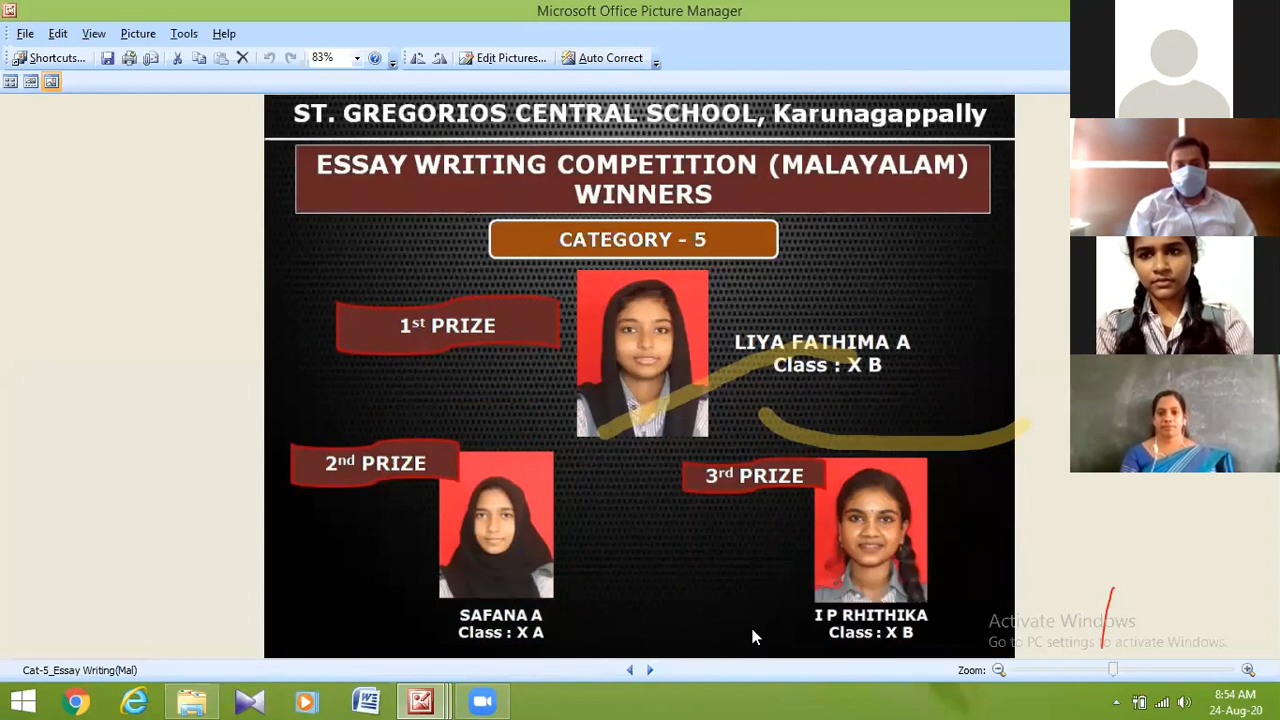 Microsoft Office Picture Manager
File Edit View Picture Tools Help
Shortcuts... 83% Edit Pictures... Auto Correct
ST. GREGORIOS CENTRAL SCHOOL, Karunagappally
ESSAY WRITING COMPETITION (MALAYALAM)
WINNERS
CATEGORY - 5
1st PRIZE
LIYA FATHIMA A
Class : X B
2nd PRIZE
3rd PRIZE
SAFANA A
Class : X A
I P RHITHIKA
Class : X B
Activate Windows
Go to PC settings to activate Windows.
Cat-5_Essay Writing(Mal) Zoom:
8:54 AM
24-Aug-20